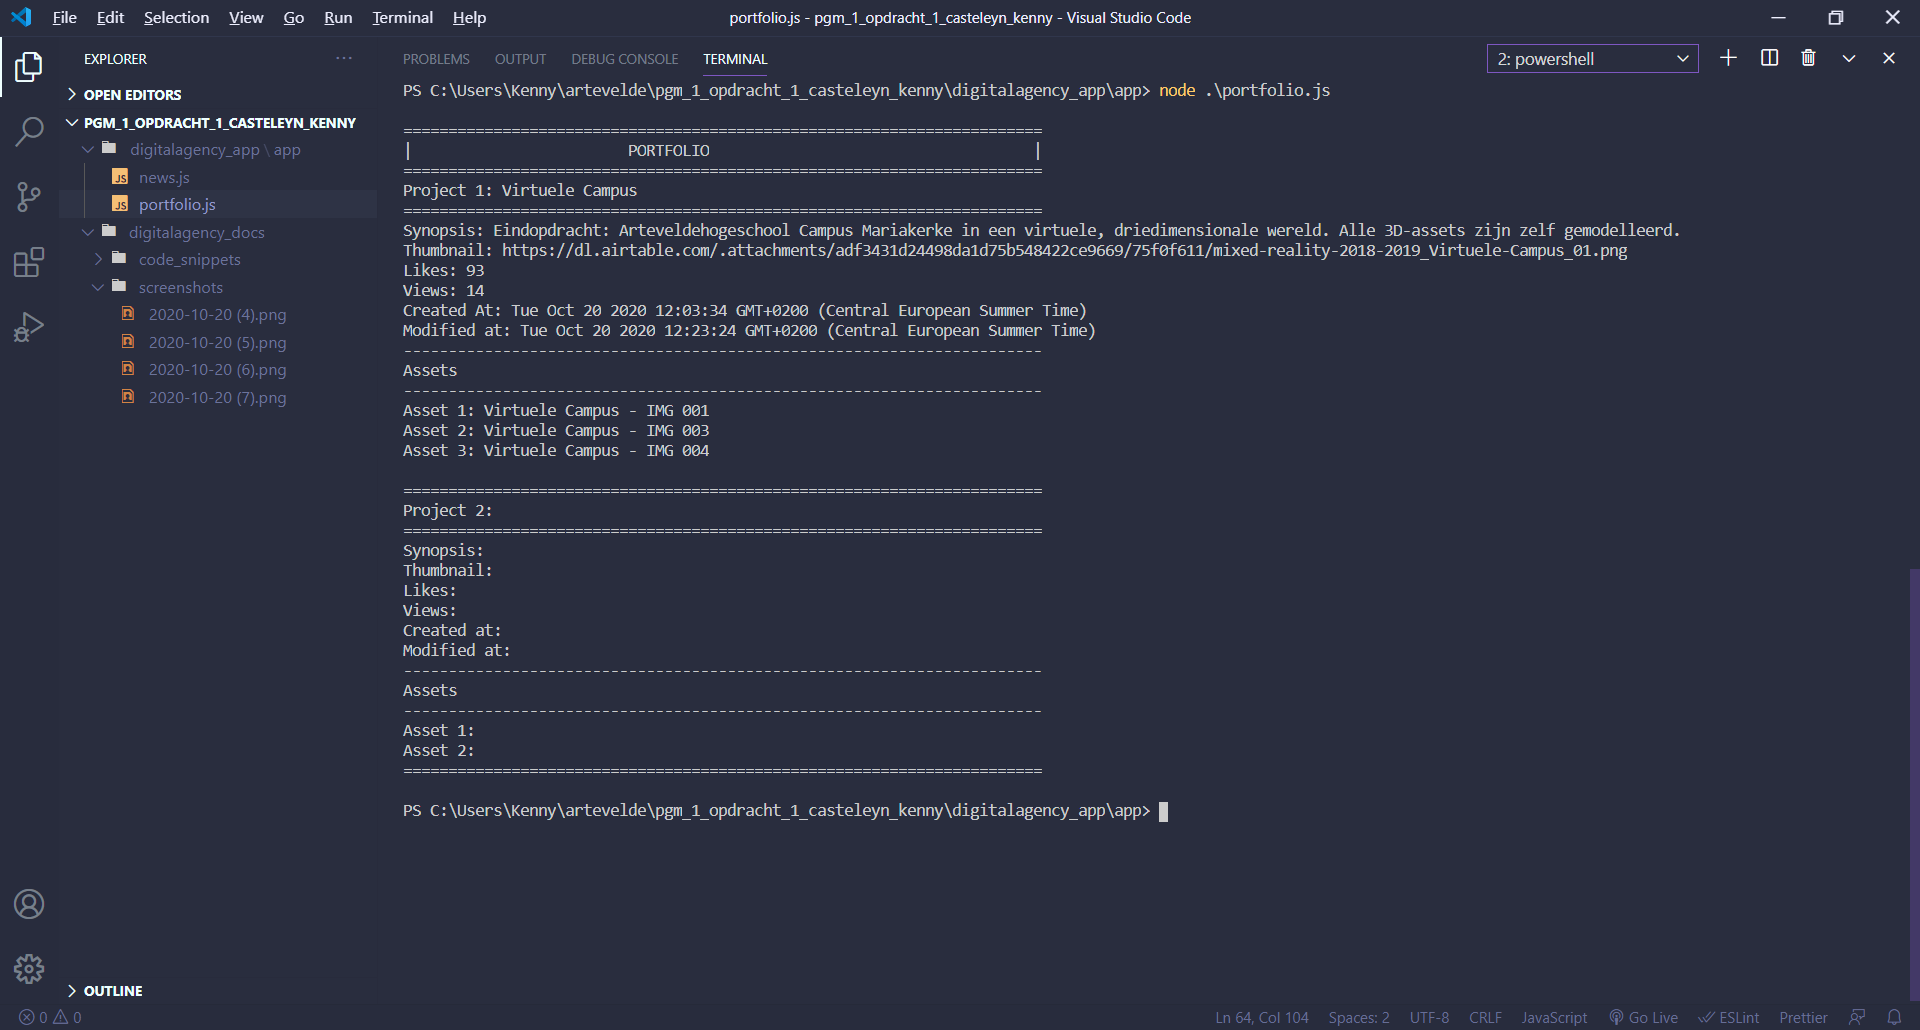 File Edit Selection View Go Run Terminal Help
portfolio.js - pgm_1_opdracht_1_casteleyn_kenny - Visual Studio Code
EXPLORER
OPEN EDITORS
PGM_1_OPDRACHT_1_CASTELEYN_KENNY
digitalagency_app \ app
JS news.js
JS portfolio.js
digitalagency_docs
code_snippets
screenshots
2020-10-20 (4).png
2020-10-20 (5).png
2020-10-20 (6).png
2020-10-20 (7).png
OUTLINE
PROBLEMS OUTPUT DEBUG CONSOLE TERMINAL
2: powershell
PS C:\Users\Kenny\artevelde\pgm_1_opdracht_1_casteleyn_kenny\digitalagency_app\app> node .\portfolio.js
=======================================================================
| PORTFOLIO |
=======================================================================
Project 1: Virtuele Campus
=======================================================================
Synopsis: Eindopdracht: Arteveldehogeschool Campus Mariakerke in een virtuele, driedimensionale wereld. Alle 3D-assets zijn zelf gemodelleerd.
Thumbnail: https://dl.airtable.com/.attachments/adf3431d24498da1d75b548422ce9669/75f0f611/mixed-reality-2018-2019_Virtuele-Campus_01.png
Likes: 93
Views: 14
Created At: Tue Oct 20 2020 12:03:34 GMT+0200 (Central European Summer Time)
Modified at: Tue Oct 20 2020 12:23:24 GMT+0200 (Central European Summer Time)
-----------------------------------------------------------------------
Assets
-----------------------------------------------------------------------
Asset 1: Virtuele Campus - IMG 001
Asset 2: Virtuele Campus - IMG 003
Asset 3: Virtuele Campus - IMG 004
=======================================================================
Project 2:
=======================================================================
Synopsis:
Thumbnail:
Likes:
Views:
Created at:
Modified at:
-----------------------------------------------------------------------
Assets
-----------------------------------------------------------------------
Asset 1:
Asset 2:
=======================================================================
PS C:\Users\Kenny\artevelde\pgm_1_opdracht_1_casteleyn_kenny\digitalagency_app\app>
0 0
Ln 64, Col 104 Spaces: 2 UTF-8 CRLF JavaScript Go Live ESLint Prettier